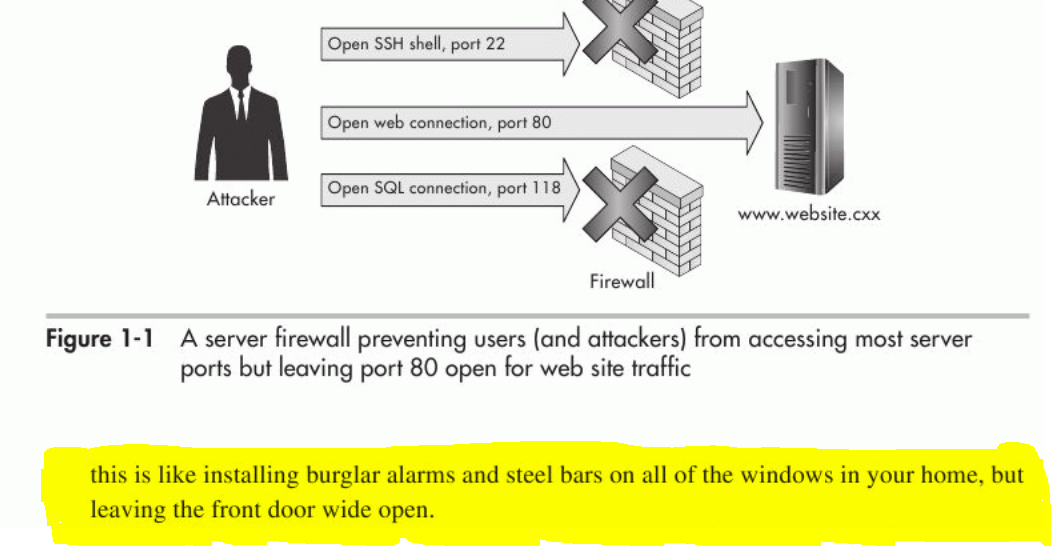 Open SSH shell, port 22
Open web connection, port 80
Open SQL connection, port 118
Attacker
www.website.cxx
Firewall
Figure 1-1 A server firewall preventing users (and attackers) from accessing most server
ports but leaving port 80 open for web site traffic
this is like installing burglar alarms and steel bars on all of the windows in your home, but
leaving the front door wide open.